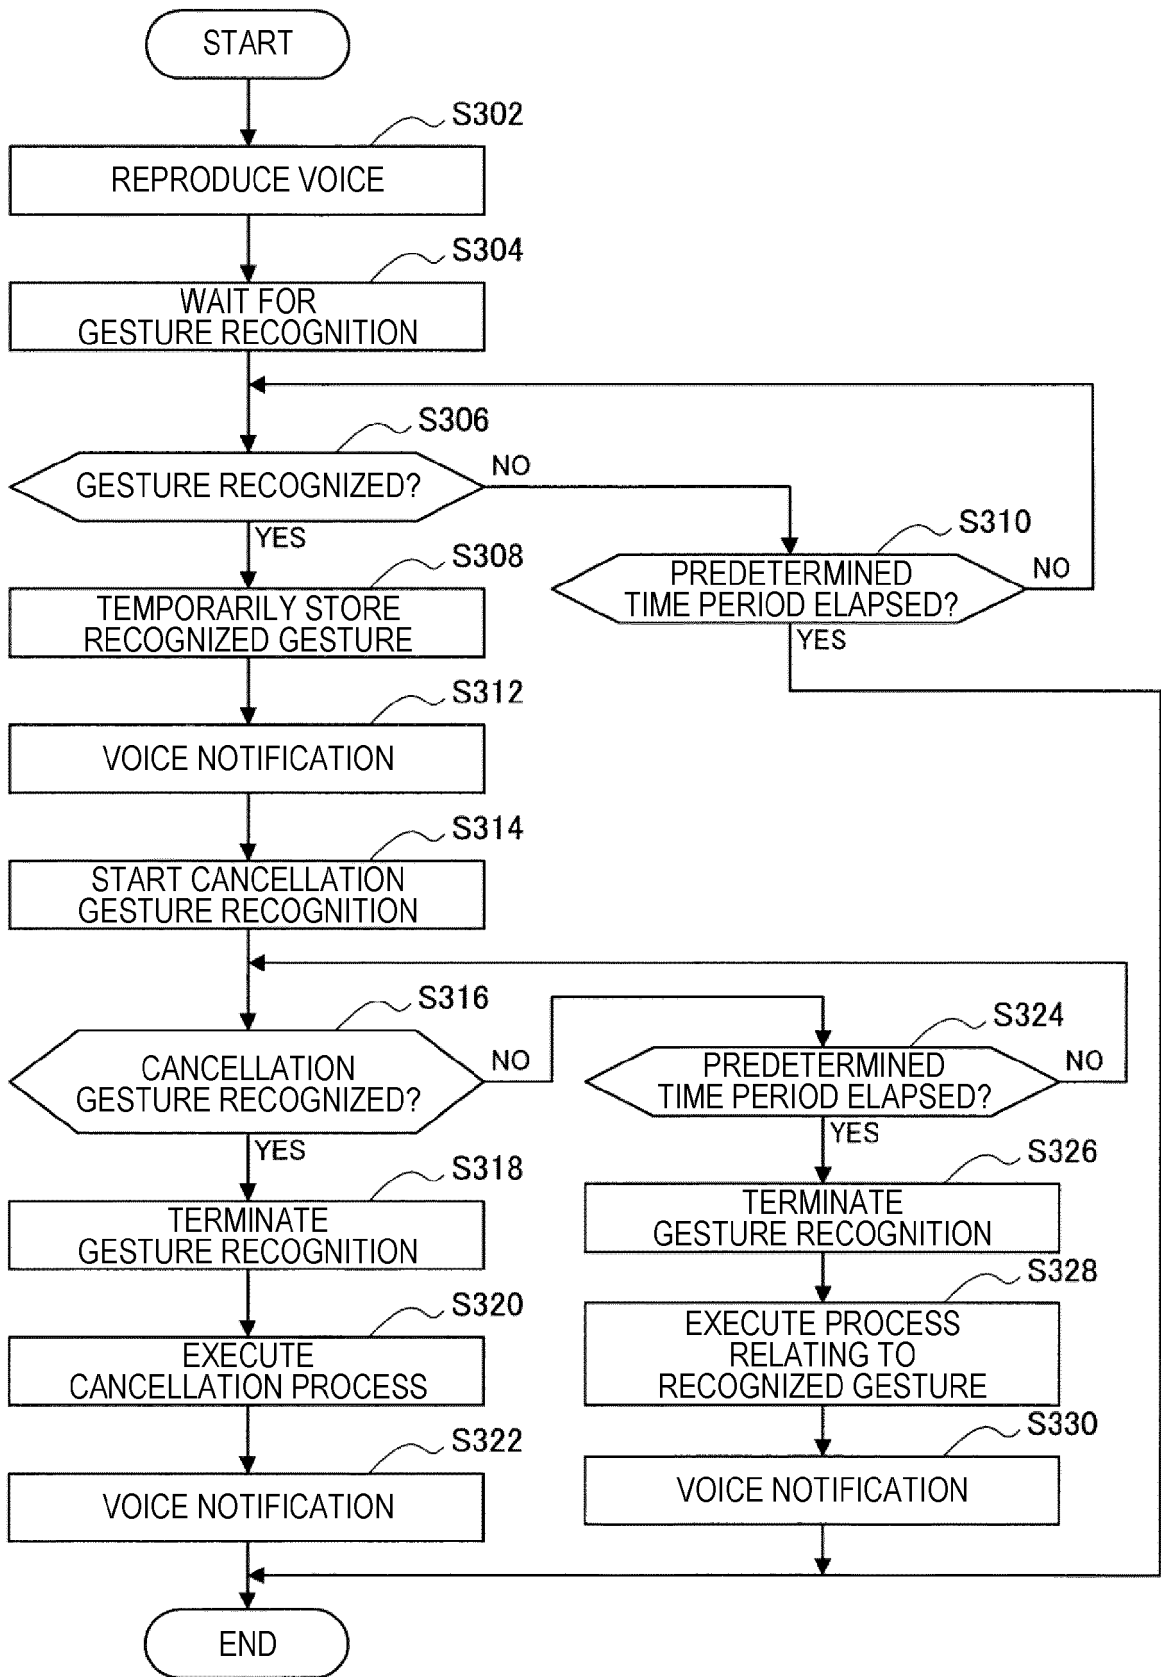 START
S302
REPRODUCE VOICE
S304
WAIT FOR
GESTURE RECOGNITION
S306
GESTURE RECOGNIZED?
NO
YES
S310
PREDETERMINED
TIME PERIOD ELAPSED?
NO
YES
S308
TEMPORARILY STORE
RECOGNIZED GESTURE
S312
VOICE NOTIFICATION
S314
START CANCELLATION
GESTURE RECOGNITION
S316
CANCELLATION
GESTURE RECOGNIZED?
NO
YES
S324
PREDETERMINED
TIME PERIOD ELAPSED?
NO
YES
S318
TERMINATE
GESTURE RECOGNITION
S326
TERMINATE
GESTURE RECOGNITION
S320
EXECUTE
CANCELLATION PROCESS
S328
EXECUTE PROCESS
RELATING TO
RECOGNIZED GESTURE
S322
VOICE NOTIFICATION
S330
VOICE NOTIFICATION
END